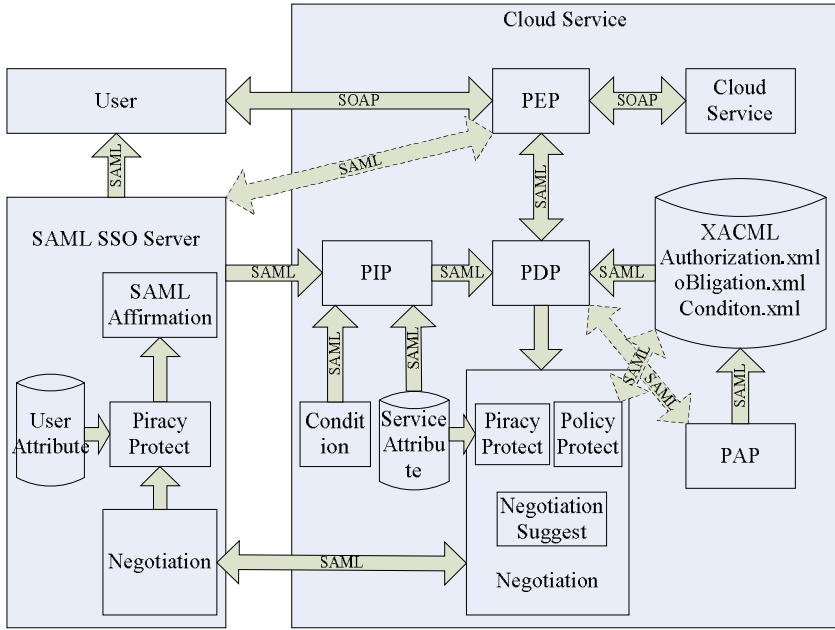 Cloud Service
User
SOAP
PEP
SOAP
Cloud
Service
SAML
SAML
SAML
SAML SSO Server
SAML
Affirmation
User
Attribute
Piracy
Protect
Negotiation
SAML
PIP
SAML
PDP
SAML
XACML
Authorization.xml
oBligation.xml
Conditon.xml
SAML
SAML
SAML
SAML
SAML
Condit
ion
Service
Attribu
te
Piracy
Protect
Policy
Protect
PAP
Negotiation
Suggest
Negotiation
SAML